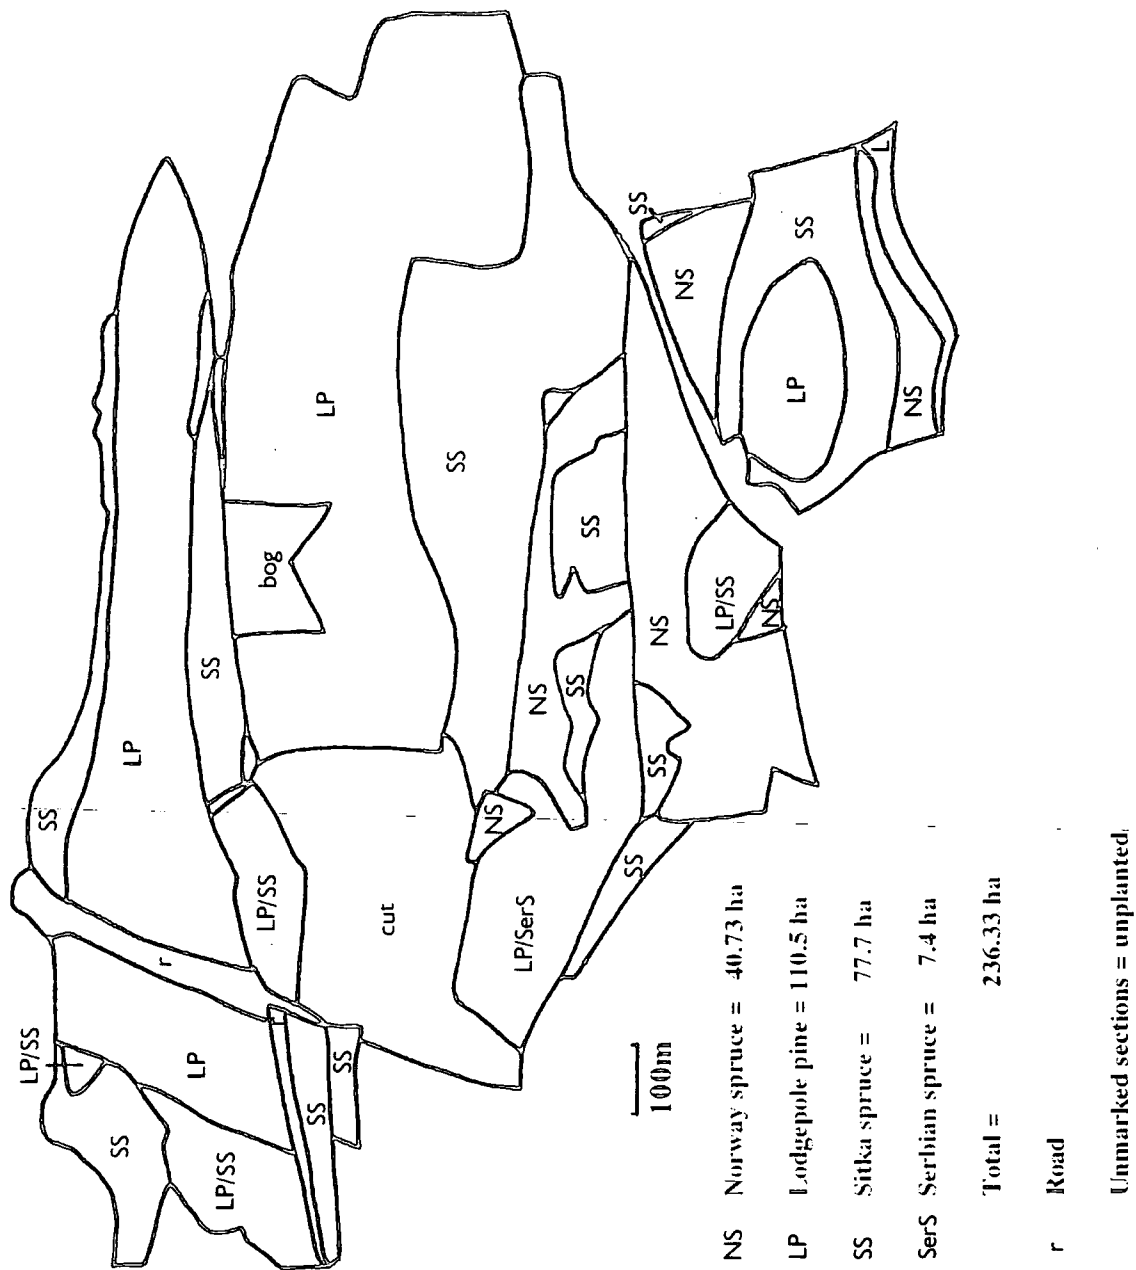 LP/SS
SS
SS
LP
r
LP
SS
LP/SS
LP/SS
bog
L
SS
LP
SS
cut
SS
NS
LP/SerS
NS
SS
SS
SS
SS
SS
NS
NS
LP/SS
NS
LP
SS
L
NS
100m
NS Norway spruce = 40.73 ha
LP Lodgepole pine = 110.5 ha
SS Sitka spruce = 77.7 ha
SerS Serbian spruce = 7.4 ha
Total = 236.33 ha
r Road
Unmarked sections = unplanted